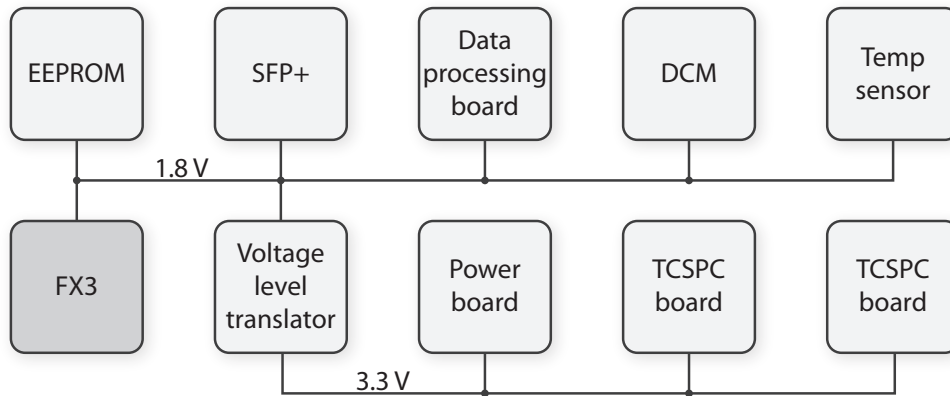 EEPROM
SFP+
Data
processing
board
DCM
Temp
sensor
1.8 V
FX3
Voltage
level
translator
Power
board
TCSPC
board
TCSPC
board
3.3 V